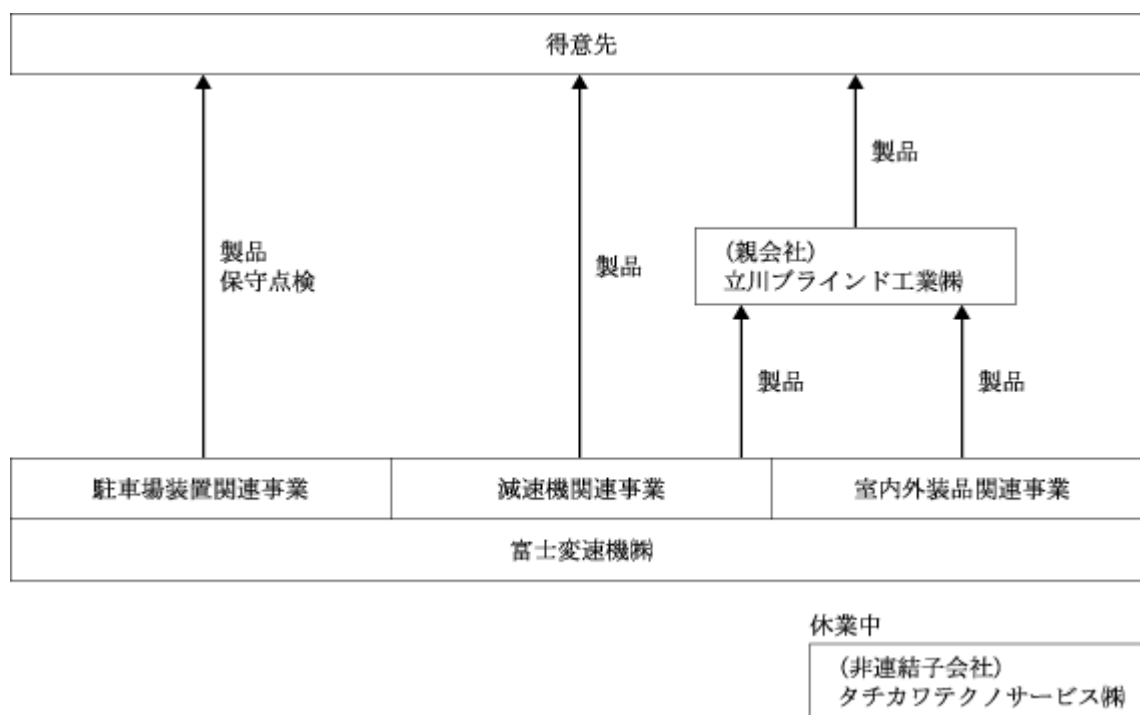 得意先
製品
製品
保守点検
製品
(親会社)
立川ブラインド工業㈱
製品
製品
駐車場装置関連事業
減速機関連事業
室内外装品関連事業
富士変速機㈱
休業中
(非連結子会社)
タチカワテクノサービス㈱